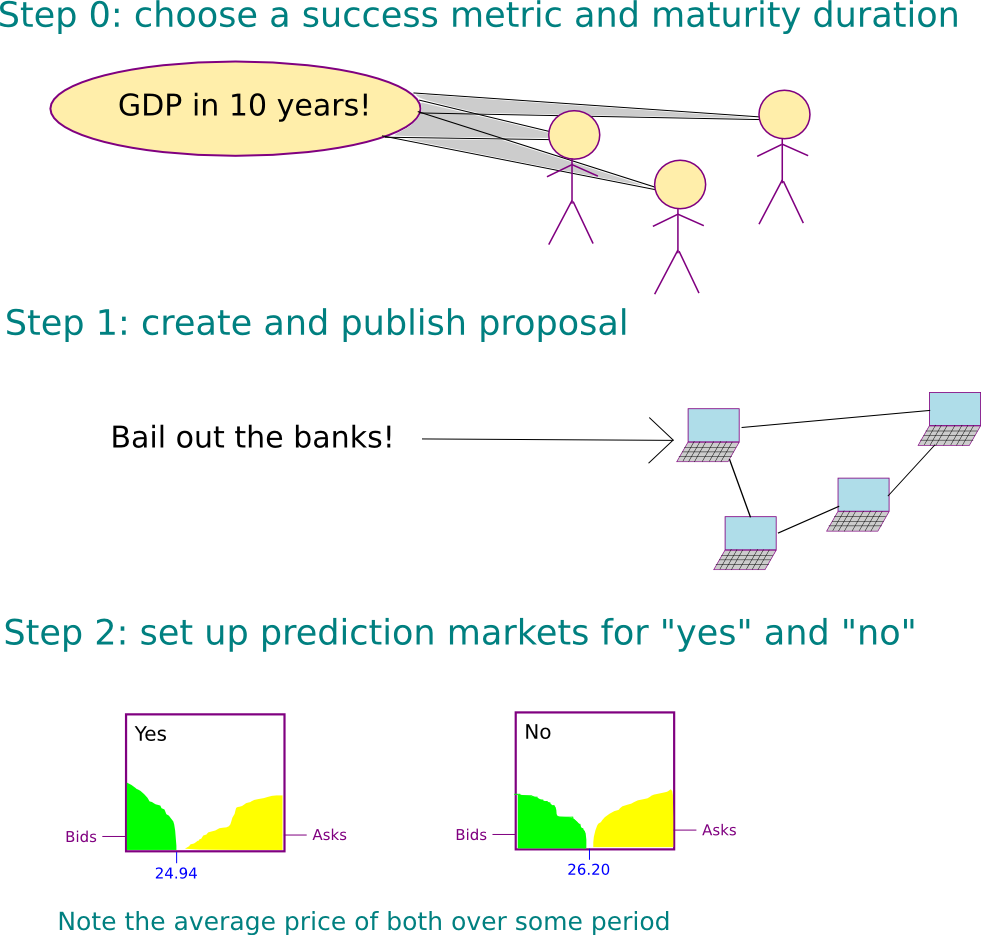 Step 0: choose a success metric and maturity duration
GDP in 10 years!
Step 1: create and publish proposal
Bail out the banks!
Step 2: set up prediction markets for "yes" and "no"
Yes
No
Bids
Asks
Bids
Asks
24.94
26.20
Note the average price of both over some period